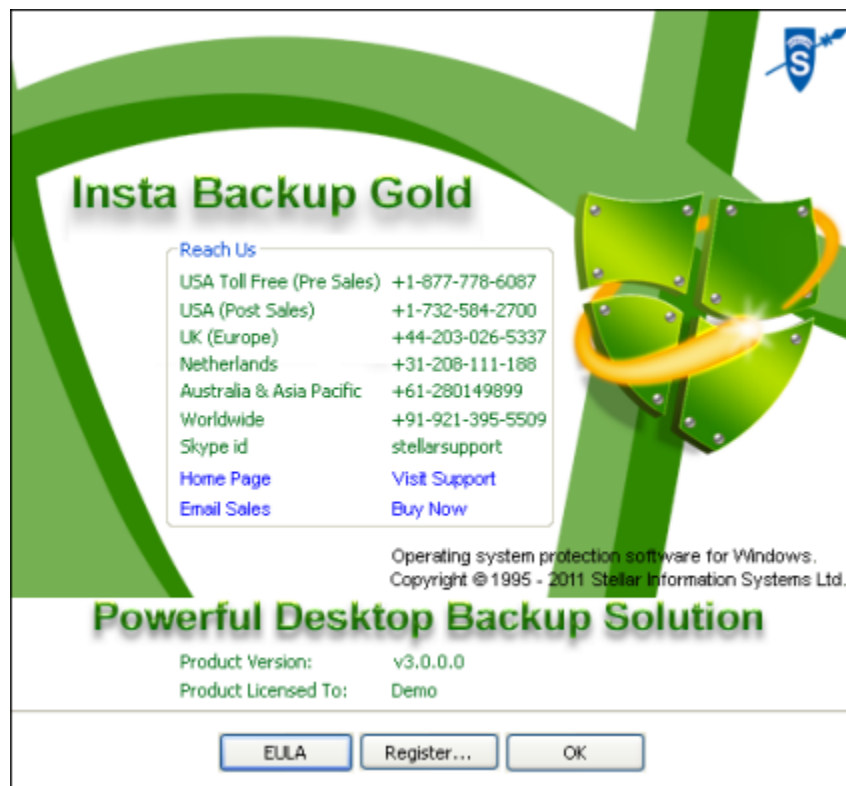 S
Insta Backup Gold
Reach Us
USA Toll Free (Pre Sales) +1-877-778-6087
USA (Post Sales) +1-732-584-2700
UK (Europe) +44-203-026-5337
Netherlands +31-208-111-188
Australia & Asia Pacific +61-280149899
Worldwide +91-921-395-5509
Skype id stellarsupport
Home Page Visit Support
Email Sales Buy Now
Operating system protection software for Windows.
Copyright © 1995 - 2011 Stellar Information Systems Ltd.
Powerful Desktop Backup Solution
Product Version: v3.0.0.0
Product Licensed To: Demo
EULA Register... OK